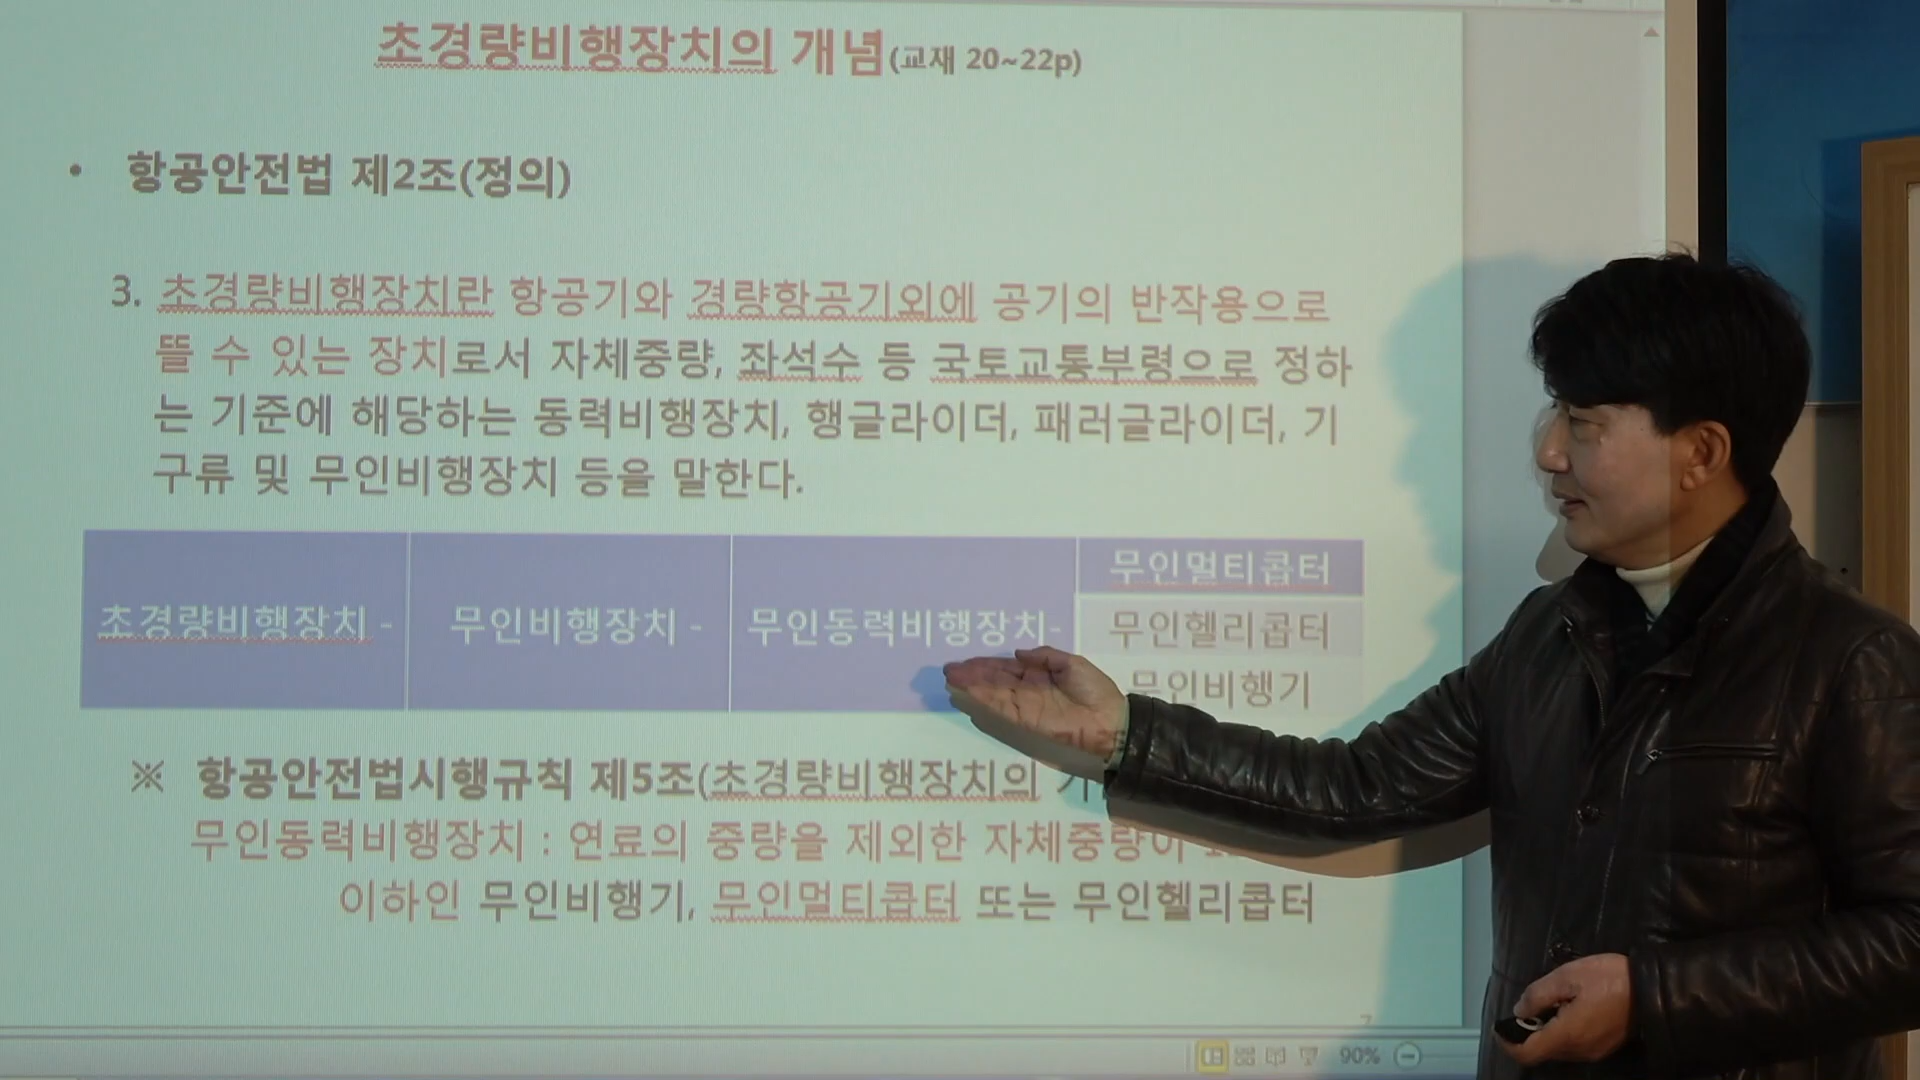 초경량비행장치의 개념(교재 20~22p)
• 항공안전법 제2조(정의)
3. 초경량비행장치란 항공기와 경량항공기외에 공기의 반작용으로
뜰 수 있는 장치로서 자체중량, 좌석수 등 국토교통부령으로 정하
는 기준에 해당하는 동력비행장치, 행글라이더, 패러글라이더, 기
구류 및 무인비행장치 등을 말한다.
초경량비행장치 -
무인비행장치 -
무인동력비행장치-
무인멀티콥터
무인헬리콥터
무인비행기
※ 항공안전법시행규칙 제5조(초경량비행장치의
무인동력비행장치 : 연료의 중량을 제외한 자체중량이
이하인 무인비행기, 무인멀티콥터 또는 무인헬리콥터
7
90%